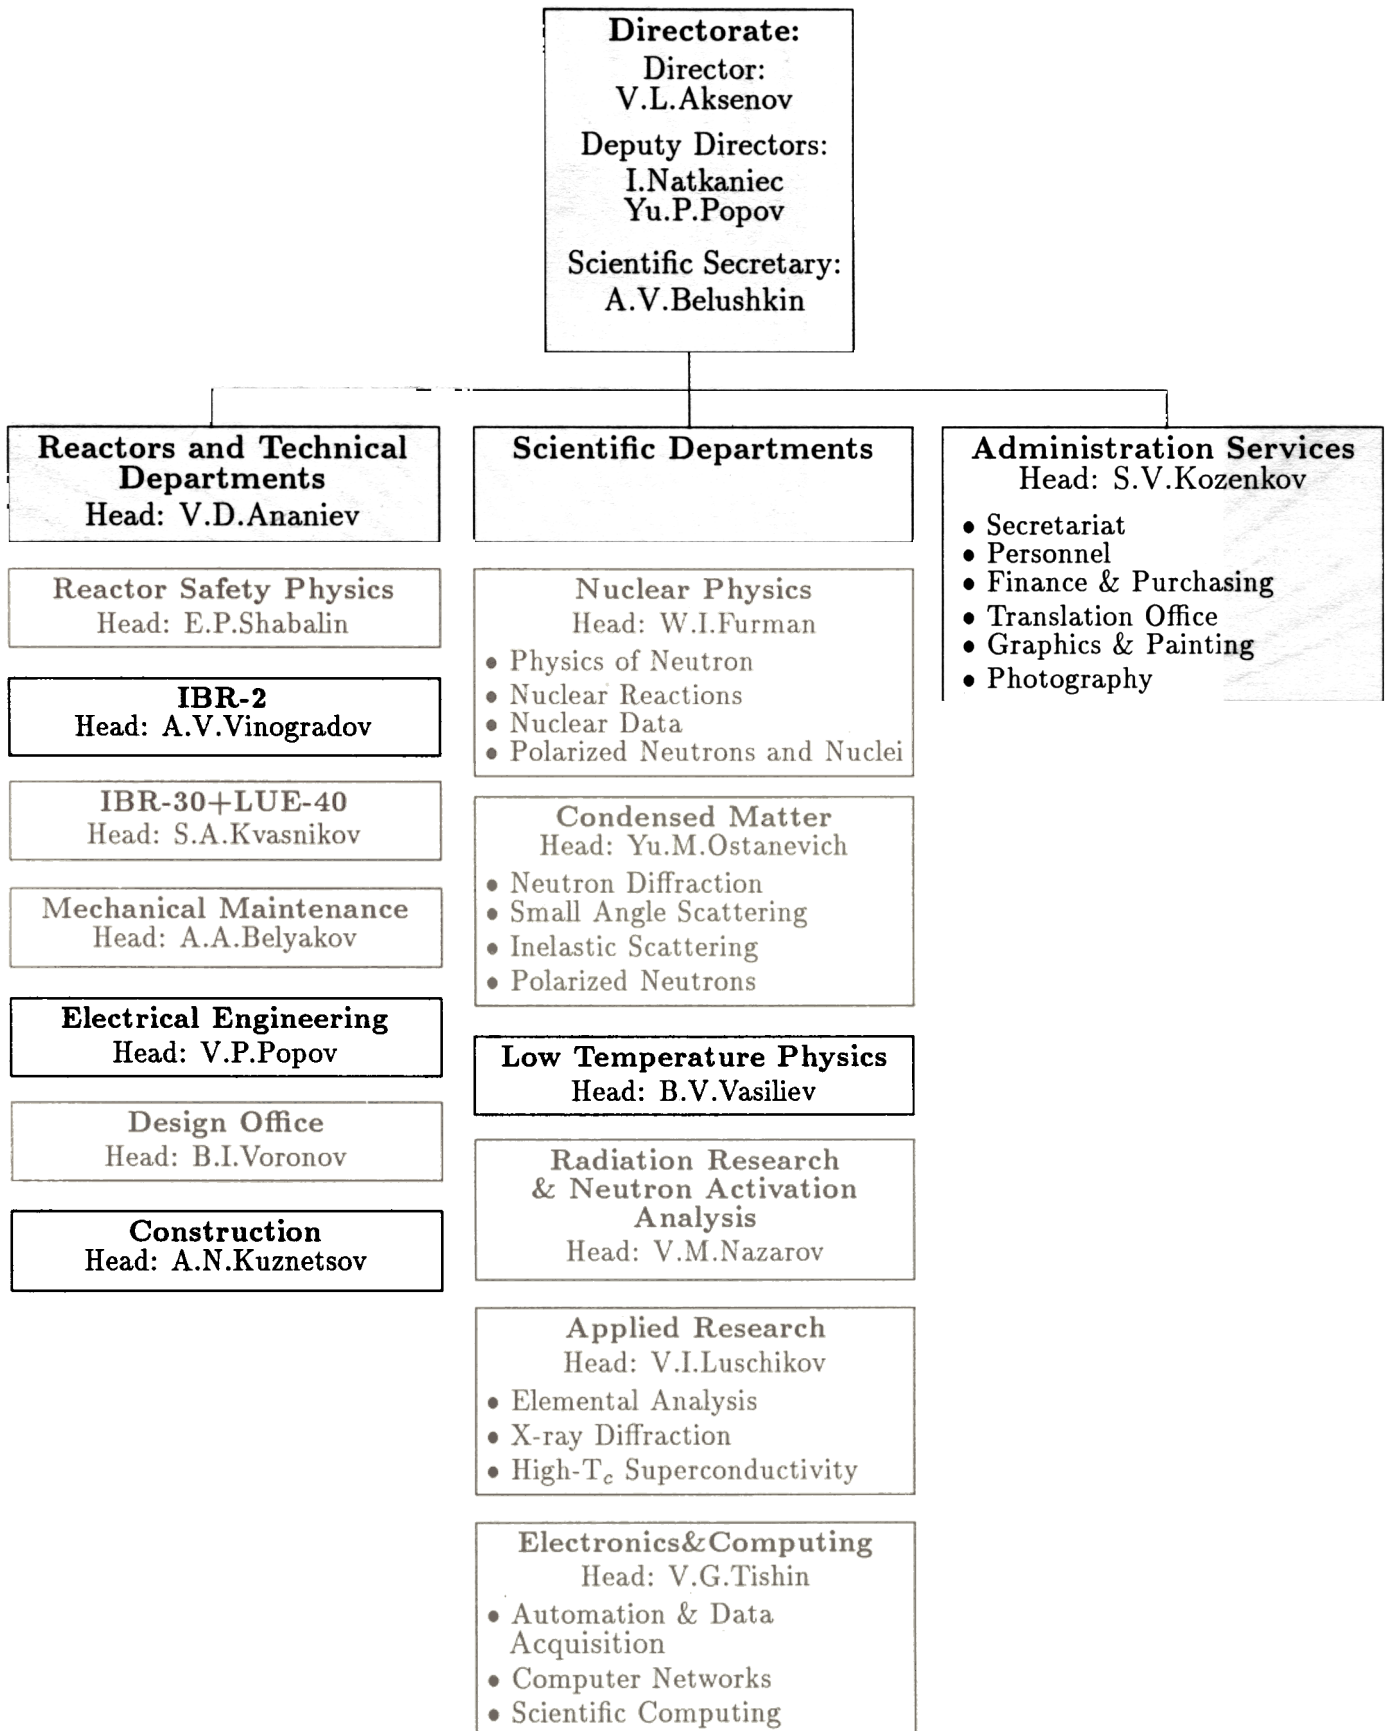 Directorate:
Director:
V.L.Aksenov
Deputy Directors:
I.Natkaniec
Yu.P.Popov
Scientific Secretary:
A.V.Belushkin
Reactors and Technical
Departments
Head: V.D.Ananiev
Reactor Safety Physics
Head: E.P.Shabalin
IBR-2
Head: A.V.Vinogradov
IBR-30+LUE-40
Head: S.A.Kvasnikov
Mechanical Maintenance
Head: A.A.Belyakov
Electrical Engineering
Head: V.P.Popov
Design Office
Head: B.I.Voronov
Construction
Head: A.N.Kuznetsov
Scientific Departments
Nuclear Physics
Head: W.I.Furman
• Physics of Neutron
• Nuclear Reactions
• Nuclear Data
• Polarized Neutrons and Nuclei
Condensed Matter
Head: Yu.M.Ostanevich
• Neutron Diffraction
• Small Angle Scattering
• Inelastic Scattering
• Polarized Neutrons
Low Temperature Physics
Head: B.V.Vasiliev
Radiation Research
& Neutron Activation
Analysis
Head: V.M.Nazarov
Applied Research
Head: V.I.Luschikov
• Elemental Analysis
• X-ray Diffraction
• High-T<sub>c</sub> Superconductivity
Electronics&Computing
Head: V.G.Tishin
• Automation & Data
Acquisition
• Computer Networks
• Scientific Computing
Administration Services
Head: S.V.Kozenkov
• Secretariat
• Personnel
• Finance & Purchasing
• Translation Office
• Graphics & Painting
• Photography